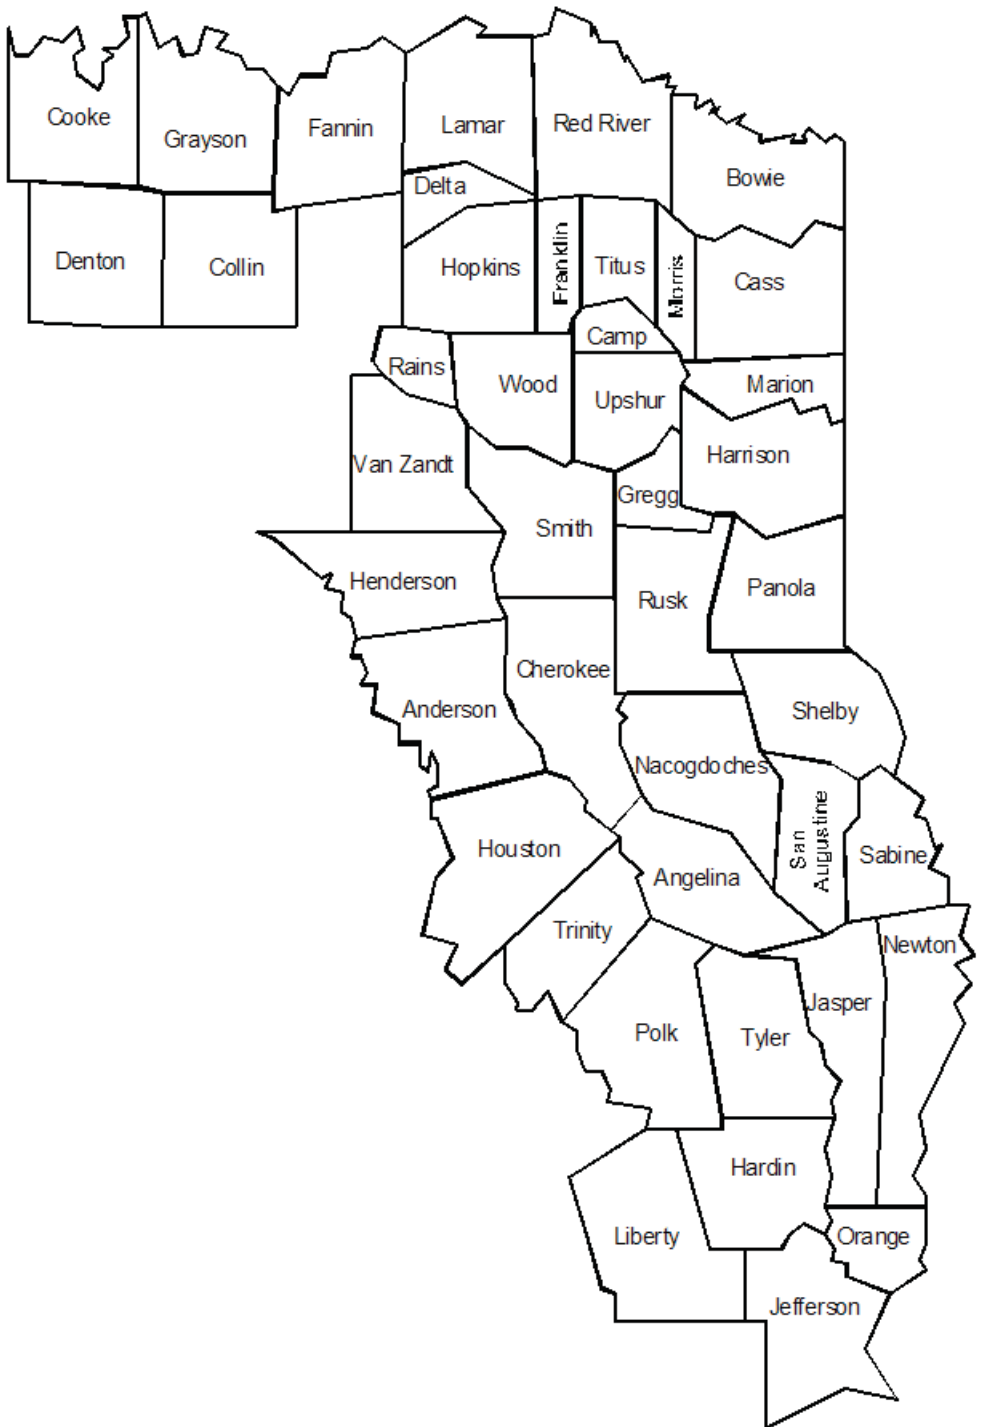 Cooke
Grayson
Fannin
Lamar
Red River
Bowie
Delta
Denton
Collin
Hopkins
Franklin
Titus
Morris
Cass
Camp
Rains
Wood
Upshur
Marion
Van Zandt
Harrison
Gregg
Smith
Henderson
Rusk
Panola
Cherokee
Anderson
Shelby
Nacogdoches
Houston
Angelina
San
Augustine
Sabine
Trinity
Newton
Jasper
Polk
Tyler
Hardin
Liberty
Orange
Jefferson